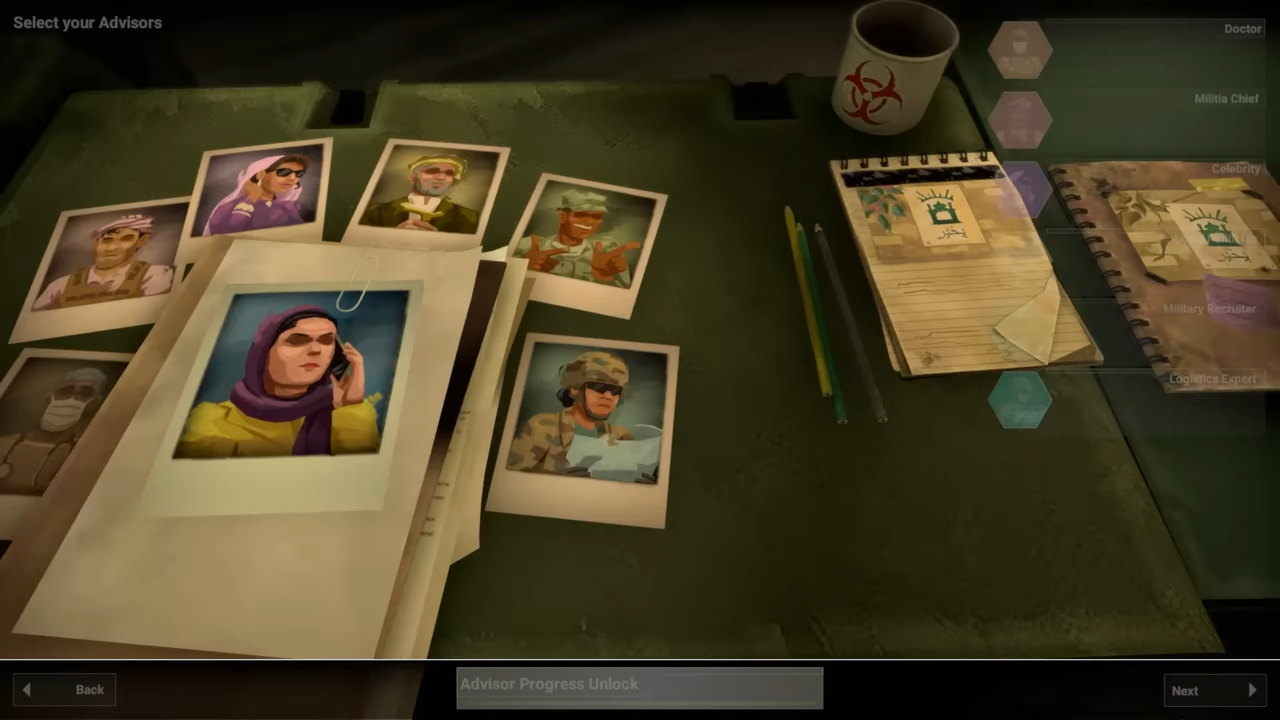 Select your Advisors
Doctor
Militia Chief
Celebrity
Military Recruiter
Logistics Expert
Advisor Progress Unlock
Back
Next